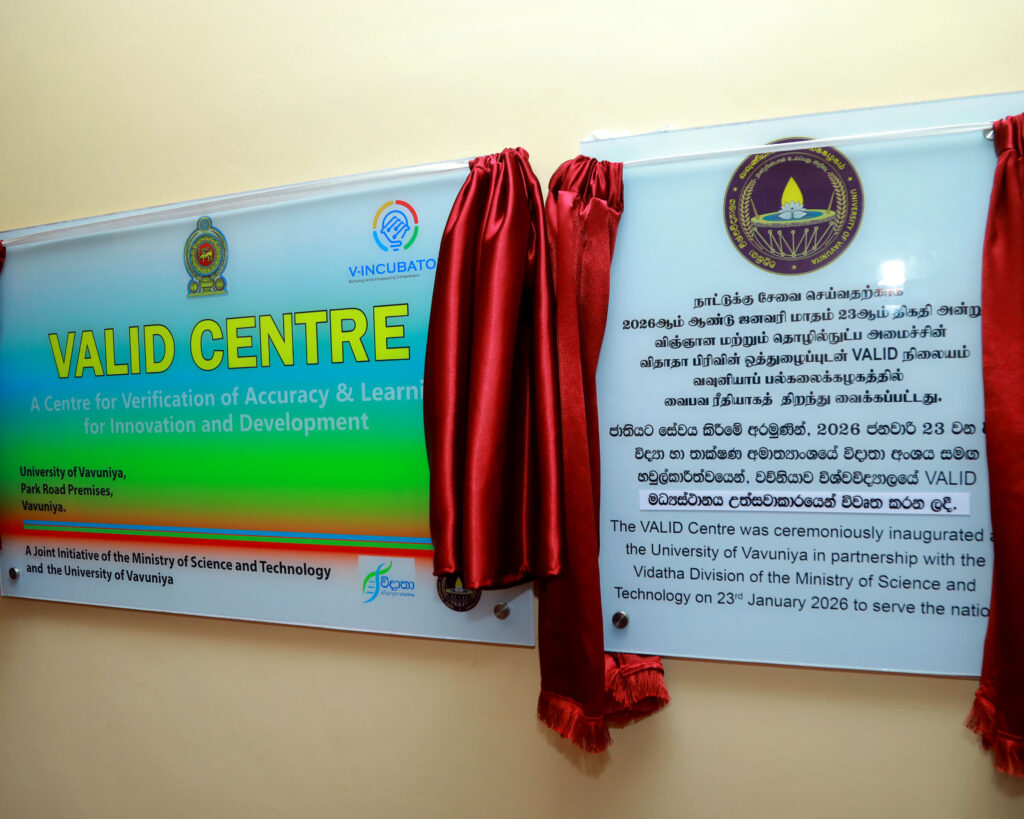 V-INCUBATO
VALID CENTRE
A Centre for Verification of Accuracy & Learni
for Innovation and Development
University of Vavuniya,
Park Road Premises,
Vavuniya.
A Joint Initiative of the Ministry of Science and Technology
and the University of Vavuniya
විදාතා
UNIVERSITY OF VAVUNIYA
நாட்டுக்கு சேவை செய்வதற்காக
2026ஆம் ஆண்டு ஜனவரி மாதம் 23ஆம் திகதி அன்று
விஞ்ஞான மற்றும் தொழில்நுட்ப அமைச்சின்
விதாதா பிரிவின் ஒத்துழைப்புடன் VALID நிலையம்
வவுனியாப் பல்கலைக்கழகத்தில்
வைபவ ரீதியாகத் திறந்து வைக்கப்பட்டது.
ජාතියට සේවය කිරීමේ අරමුණින්, 2026 ජනවාරි 23 වන
විද්‍යා හා තාක්ෂණ අමාත්‍යාංශයේ විදාතා අංශය සමඟ
හවුල්කාරීත්වයෙන්, වව්නියාව විශ්වවිද්‍යාලයේ VALID
මධ්‍යස්ථානය උත්සවාකාරයෙන් විවෘත කරන ලදී.
The VALID Centre was ceremoniously inaugurated
the University of Vavuniya in partnership with the
Vidatha Division of the Ministry of Science and
Technology on 23rd January 2026 to serve the natio